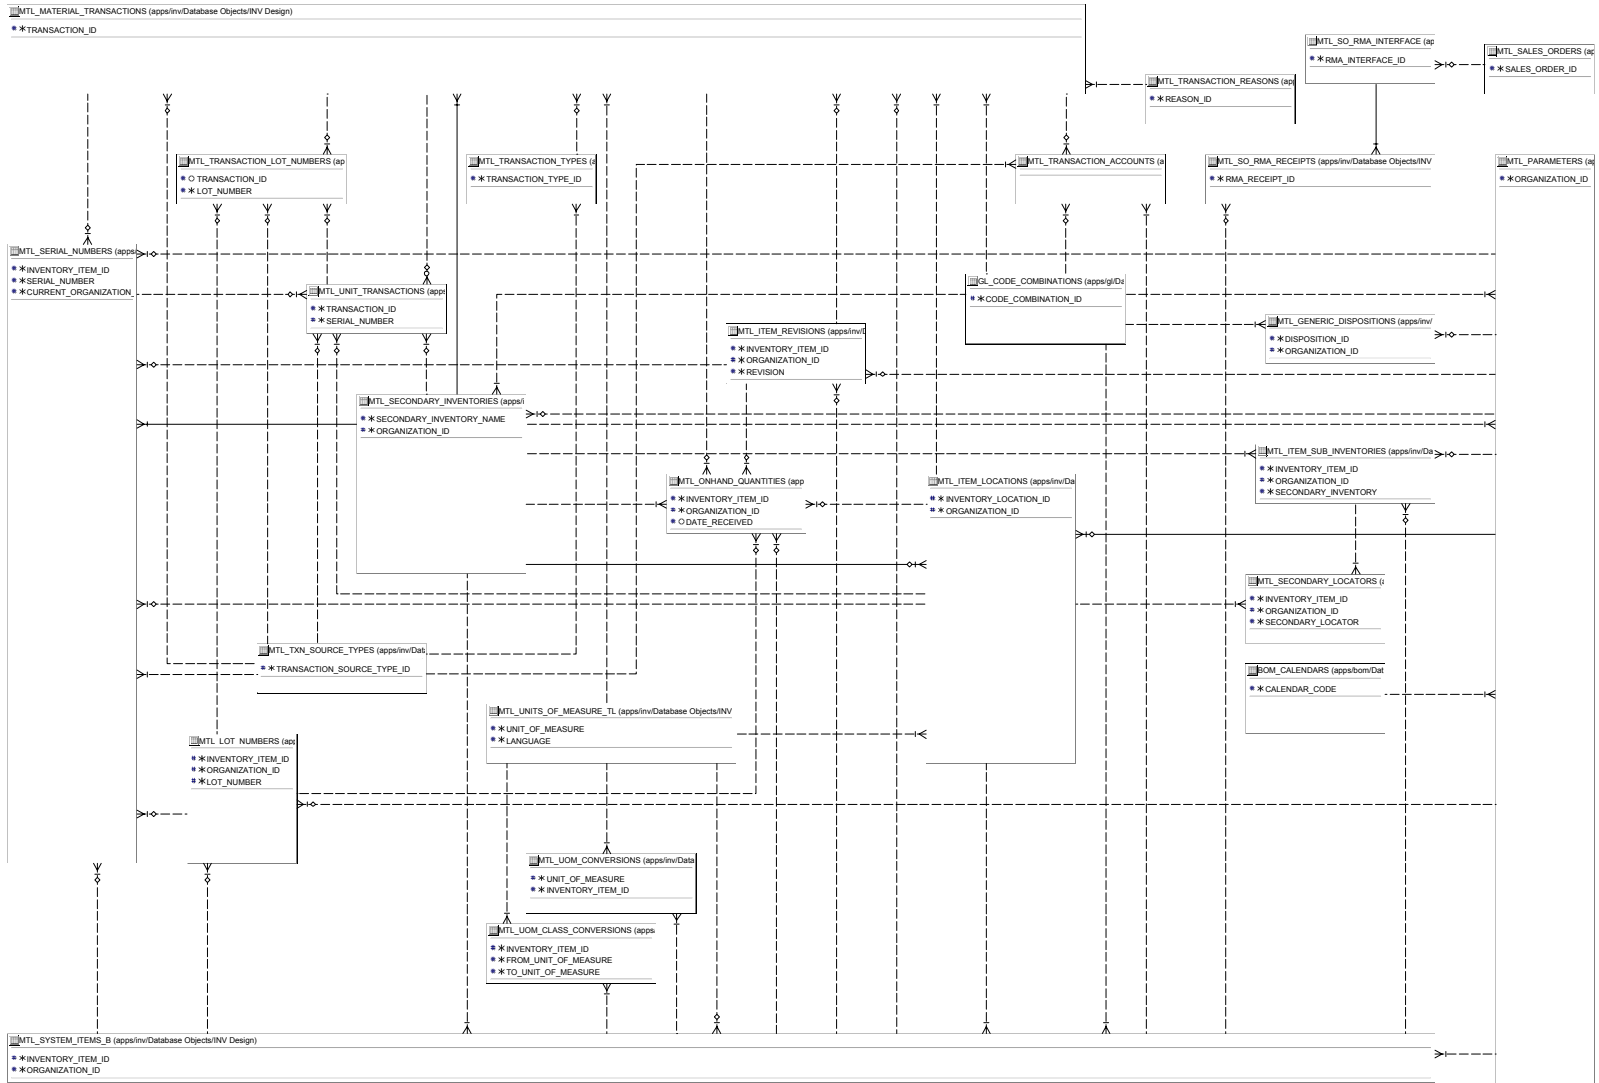 MTL_MATERIAL_TRANSACTIONS (apps/inv/Database Objects/INV Design)
*TRANSACTION_ID
MTL_SO_RMA_INTERFACE (ap
*RMA_INTERFACE_ID
MTL_SALES_ORDERS (ap
*SALES_ORDER_ID
MTL_TRANSACTION_REASONS (app
*REASON_ID
MTL_TRANSACTION_LOT_NUMBERS (ap
TRANSACTION_ID
*LOT_NUMBER
MTL_TRANSACTION_TYPES (a
*TRANSACTION_TYPE_ID
MTL_TRANSACTION_ACCOUNTS (a
MTL_SO_RMA_RECEIPTS (apps/inv/Database Objects/INV
*RMA_RECEIPT_ID
MTL_PARAMETERS (ap
*ORGANIZATION_ID
MTL_SERIAL_NUMBERS (apps
*INVENTORY_ITEM_ID
*SERIAL_NUMBER
*CURRENT_ORGANIZATION_
MTL_UNIT_TRANSACTIONS (apps
*TRANSACTION_ID
*SERIAL_NUMBER
GL_CODE_COMBINATIONS (apps/gl/Da
*CODE_COMBINATION_ID
MTL_ITEM_REVISIONS (apps/inv/D
*INVENTORY_ITEM_ID
*ORGANIZATION_ID
*REVISION
MTL_GENERIC_DISPOSITIONS (apps/inv/
*DISPOSITION_ID
*ORGANIZATION_ID
MTL_SECONDARY_INVENTORIES (apps/i
*SECONDARY_INVENTORY_NAME
*ORGANIZATION_ID
MTL_ITEM_SUB_INVENTORIES (apps/inv/Da
*INVENTORY_ITEM_ID
*ORGANIZATION_ID
*SECONDARY_INVENTORY
MTL_ONHAND_QUANTITIES (app
*INVENTORY_ITEM_ID
*ORGANIZATION_ID
DATE_RECEIVED
MTL_ITEM_LOCATIONS (apps/inv/Da
*INVENTORY_LOCATION_ID
*ORGANIZATION_ID
MTL_SECONDARY_LOCATORS (a
*INVENTORY_ITEM_ID
*ORGANIZATION_ID
*SECONDARY_LOCATOR
MTL_TXN_SOURCE_TYPES (apps/inv/Dat
*TRANSACTION_SOURCE_TYPE_ID
BOM_CALENDARS (apps/bom/Dat
*CALENDAR_CODE
MTL_UNITS_OF_MEASURE_TL (apps/inv/Database Objects/INV
*UNIT_OF_MEASURE
*LANGUAGE
MTL_LOT_NUMBERS (app
*INVENTORY_ITEM_ID
*ORGANIZATION_ID
*LOT_NUMBER
MTL_UOM_CONVERSIONS (apps/inv/Data
*UNIT_OF_MEASURE
*INVENTORY_ITEM_ID
MTL_UOM_CLASS_CONVERSIONS (apps
*INVENTORY_ITEM_ID
*FROM_UNIT_OF_MEASURE
*TO_UNIT_OF_MEASURE
MTL_SYSTEM_ITEMS_B (apps/inv/Database Objects/INV Design)
*INVENTORY_ITEM_ID
*ORGANIZATION_ID